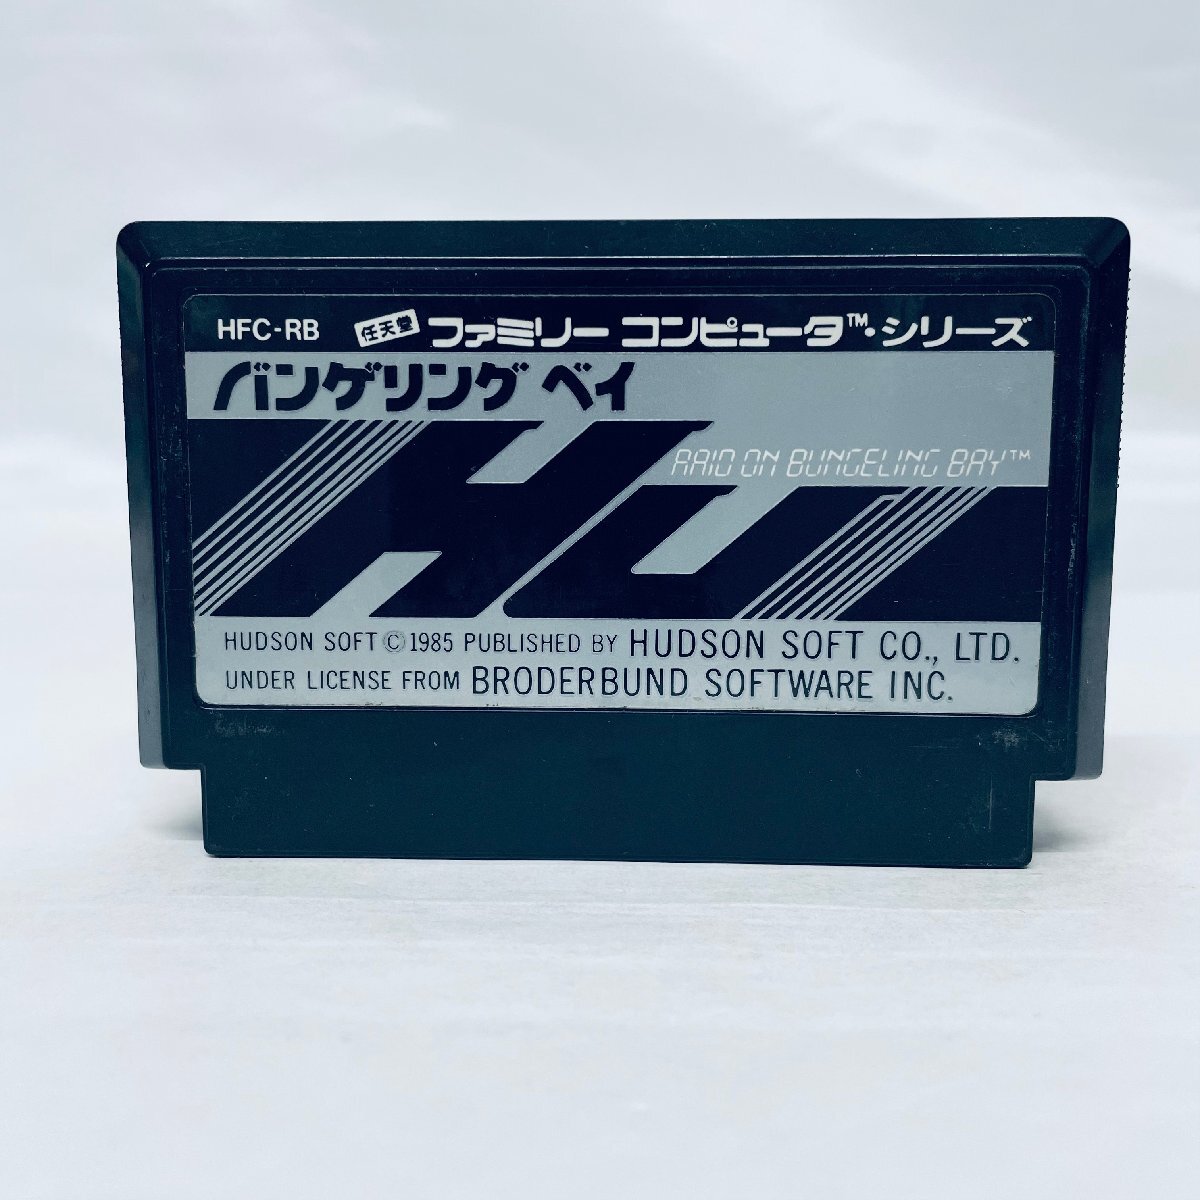 HFC-RB 任天堂 ファミリー コンピュータ™・シリーズ
バンゲリング ベイ
RAID ON BUNGELING BAY™
HU
HUDSON SOFT © 1985 PUBLISHED BY HUDSON SOFT CO., LTD.
UNDER LICENSE FROM BRODERBUND SOFTWARE INC.